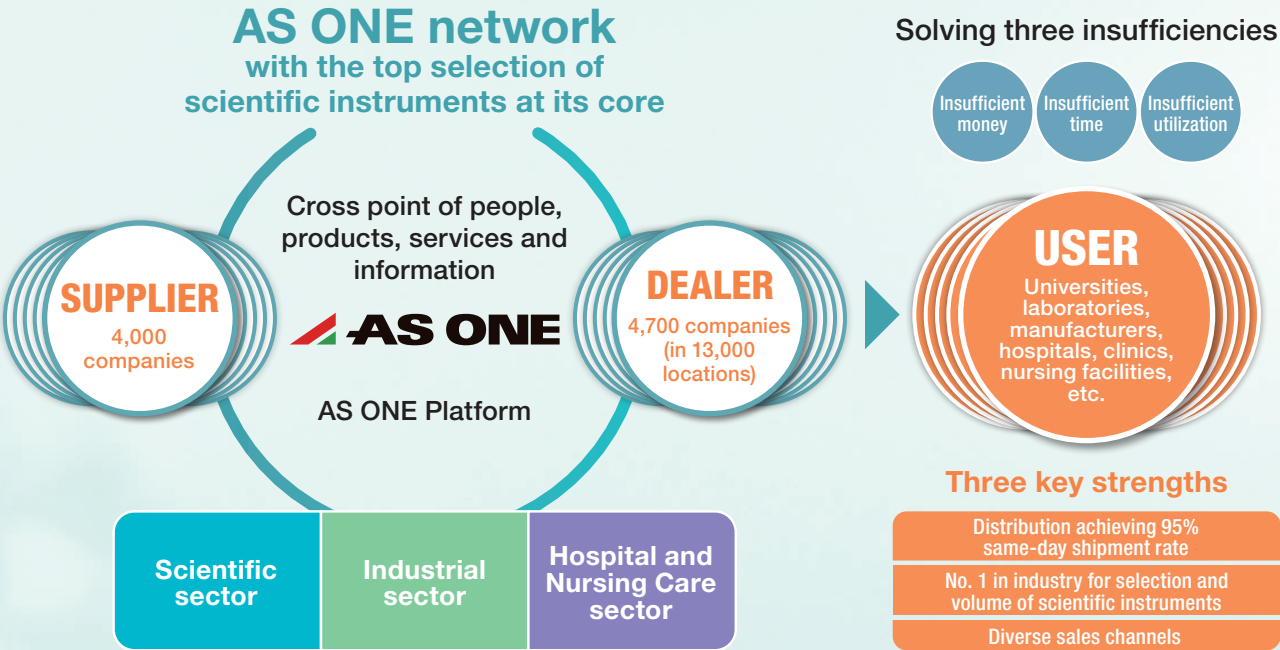 AS ONE network
with the top selection of
scientific instruments at its core
Cross point of people,
products, services and
information
SUPPLIER
4,000
companies
AS ONE
AS ONE Platform
DEALER
4,700 companies
(in 13,000
locations)
Scientific
sector
Industrial
sector
Hospital and
Nursing Care
sector
Solving three insufficiencies
Insufficient
money
Insufficient
time
Insufficient
utilization
USER
Universities,
laboratories,
manufacturers,
hospitals, clinics,
nursing facilities,
etc.
Three key strengths
Distribution achieving 95%
same-day shipment rate
No. 1 in industry for selection and
volume of scientific instruments
Diverse sales channels